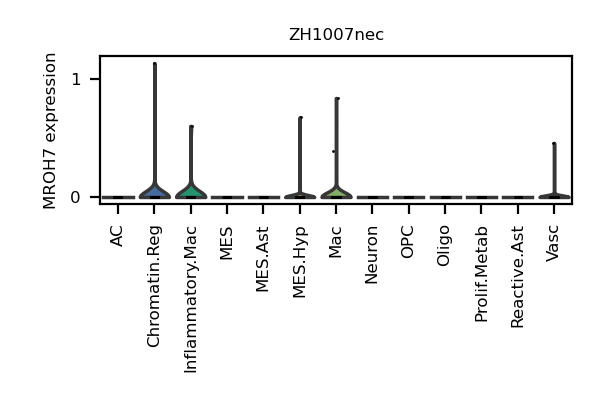 ZH1007nec
MROH7 expression
1
0
AC
Chromatin.Reg
Inflammatory.Mac
MES
MES.Ast
MES.Hyp
Mac
Neuron
OPC
Oligo
Prolif.Metab
Reactive.Ast
Vasc